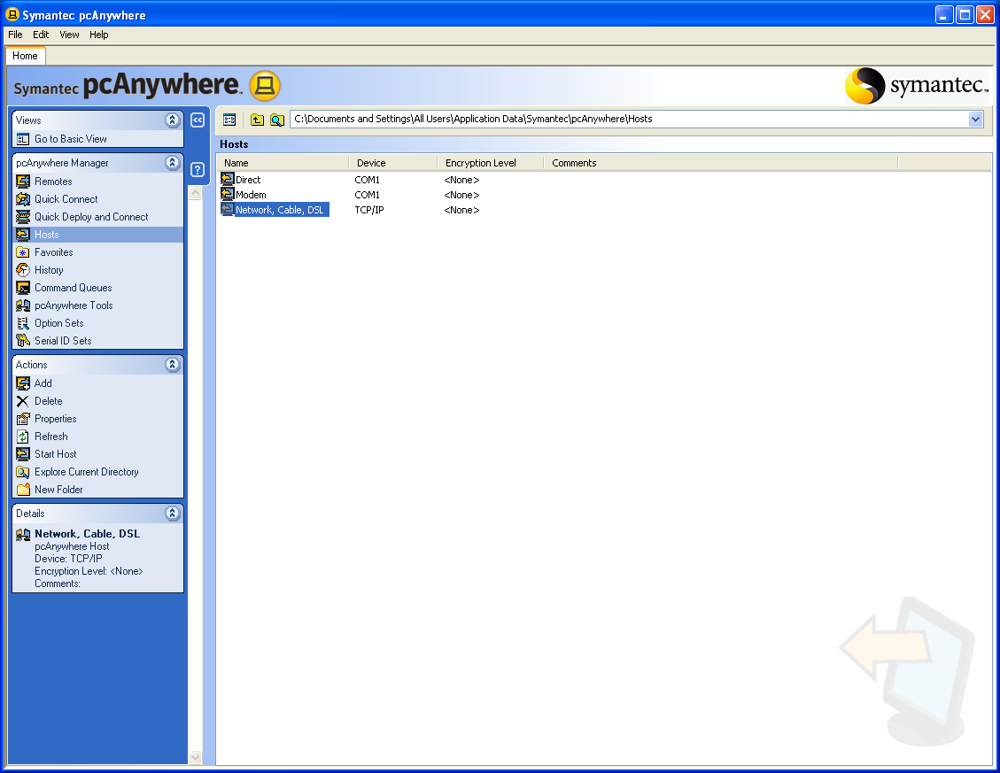 Symantec pcAnywhere
File Edit View Help
Home
Symantec pcAnywhere™
symantec™
Views
Go to Basic View
pcAnywhere Manager
Remotes
Quick Connect
Quick Deploy and Connect
Hosts
Favorites
History
Command Queues
pcAnywhere Tools
Option Sets
Serial ID Sets
Actions
Add
Delete
Properties
Refresh
Start Host
Explore Current Directory
New Folder
Details
Network, Cable, DSL
pcAnywhere Host
Device: TCP/IP
Encryption Level: <None>
Comments:
C:\Documents and Settings\All Users\Application Data\Symantec\pcAnywhere\Hosts
Hosts
Name Device Encryption Level Comments
Direct COM1 <None>
Modem COM1 <None>
Network, Cable, DSL TCP/IP <None>